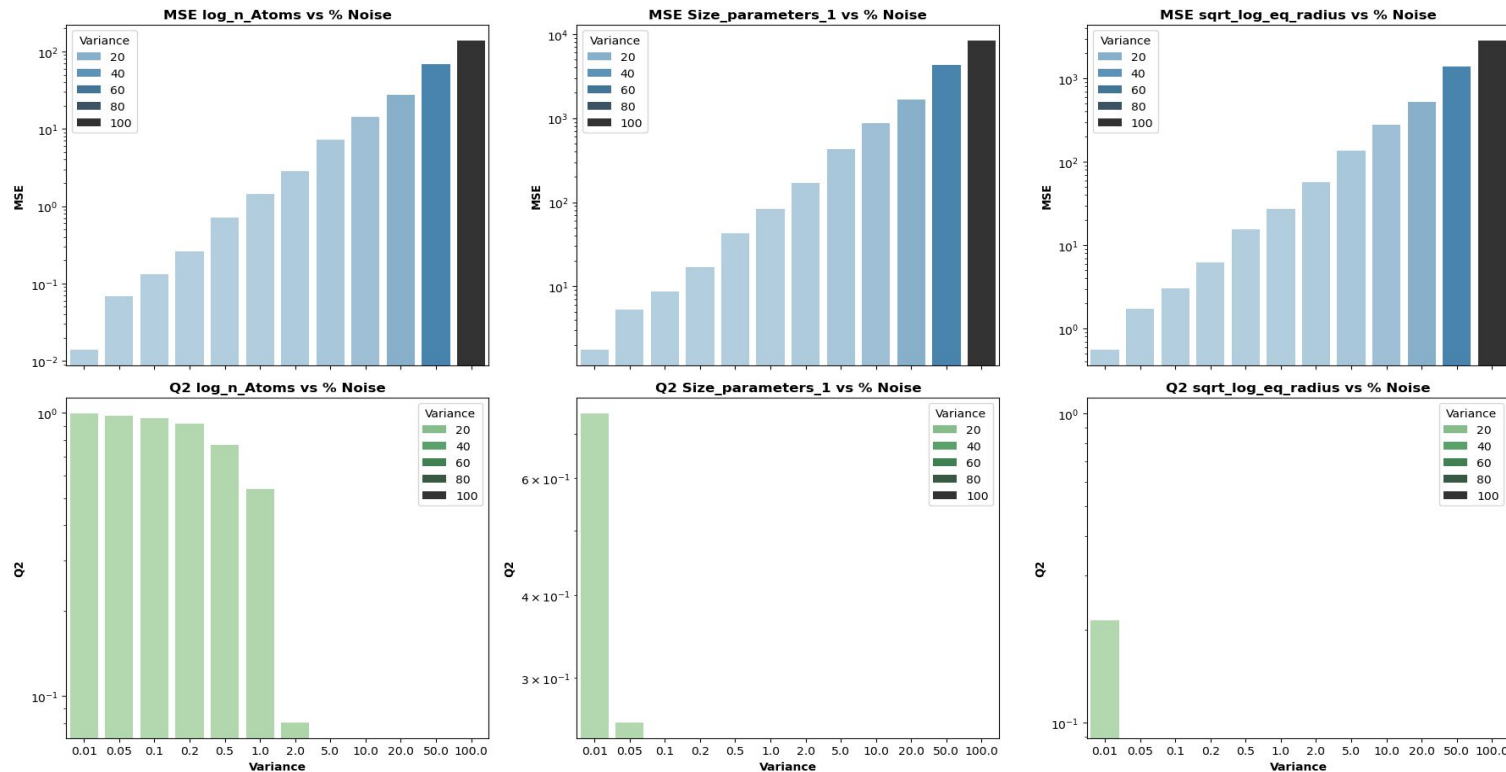 MSE log_n_Atoms vs % Noise
Variance
20
40
60
80
100
10²
10¹
10⁰
10⁻¹
10⁻²
MSE
MSE Size_parameters_1 vs % Noise
Variance
20
40
60
80
100
10⁴
10³
10²
10¹
MSE
MSE sqrt_log_eq_radius vs % Noise
Variance
20
40
60
80
100
10³
10²
10¹
10⁰
MSE
Q2 log_n_Atoms vs % Noise
Variance
20
40
60
80
100
10⁰
10⁻¹
Q2
0.01 0.05 0.1 0.2 0.5 1.0 2.0 5.0 10.0 20.0 50.0 100.0
Variance
Q2 Size_parameters_1 vs % Noise
Variance
20
40
60
80
100
6 × 10⁻¹
4 × 10⁻¹
3 × 10⁻¹
Q2
0.01 0.05 0.1 0.2 0.5 1.0 2.0 5.0 10.0 20.0 50.0 100.0
Variance
Q2 sqrt_log_eq_radius vs % Noise
Variance
20
40
60
80
100
10⁰
10⁻¹
Q2
0.01 0.05 0.1 0.2 0.5 1.0 2.0 5.0 10.0 20.0 50.0 100.0
Variance